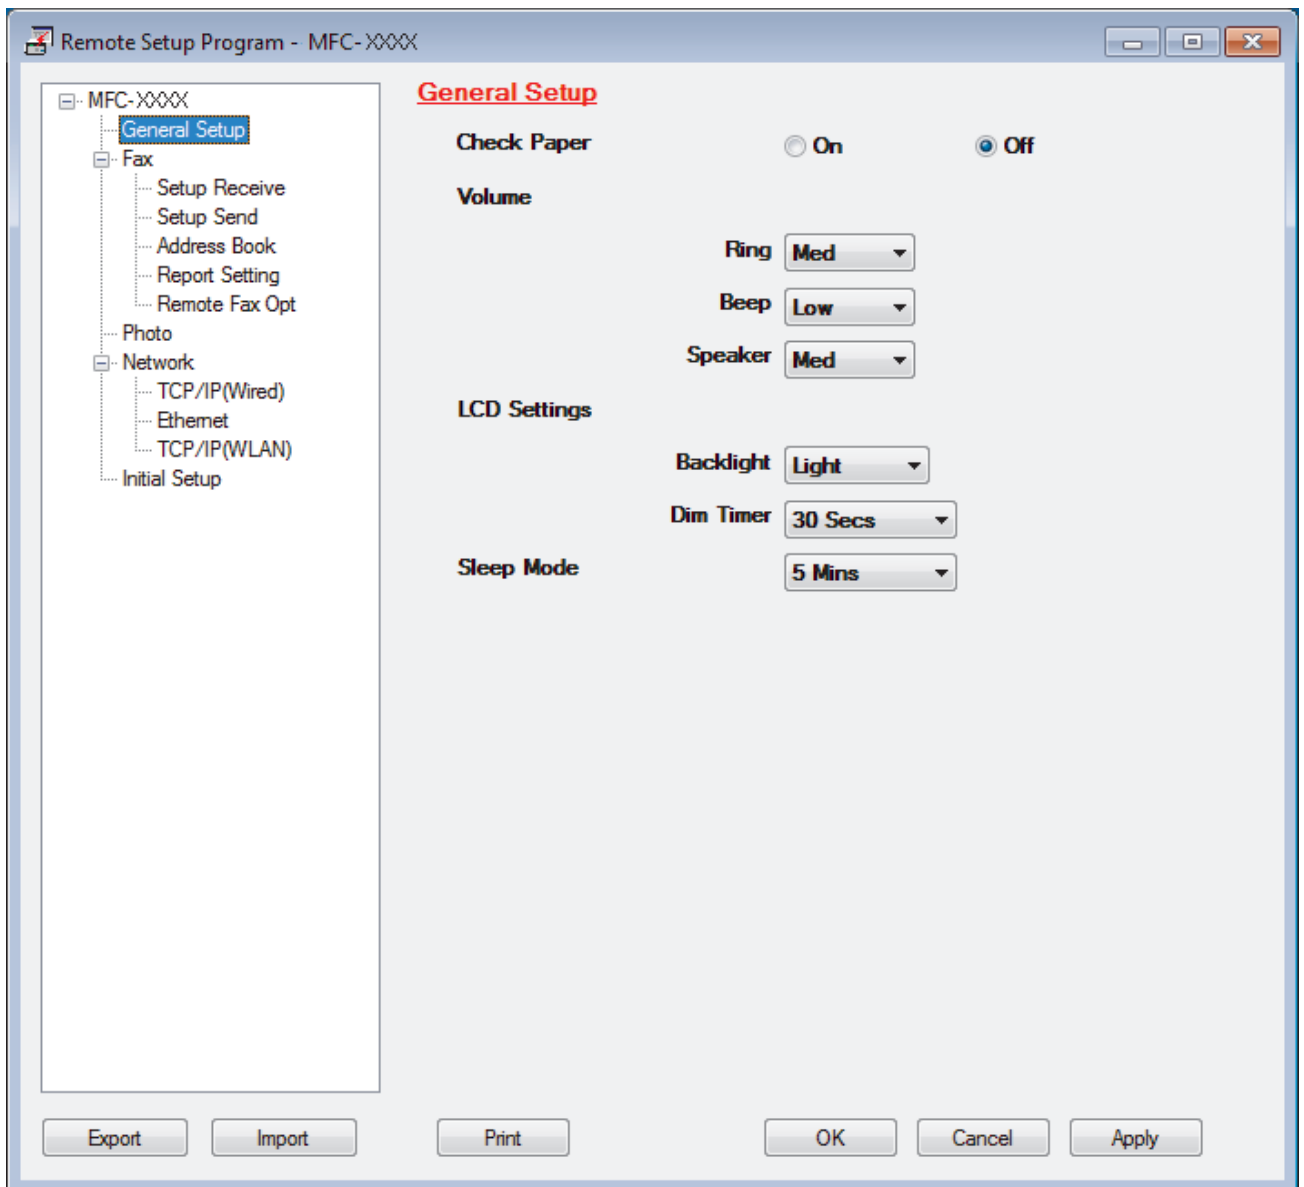 Remote Setup Program - MFC-XXXX
MFC-XXXX
General Setup
Fax
Setup Receive
Setup Send
Address Book
Report Setting
Remote Fax Opt
Photo
Network
TCP/IP(Wired)
Ethernet
TCP/IP(WLAN)
Initial Setup
General Setup
Check Paper On Off
Volume
Ring Med
Beep Low
Speaker Med
LCD Settings
Backlight Light
Dim Timer 30 Secs
Sleep Mode 5 Mins
Export Import Print OK Cancel Apply